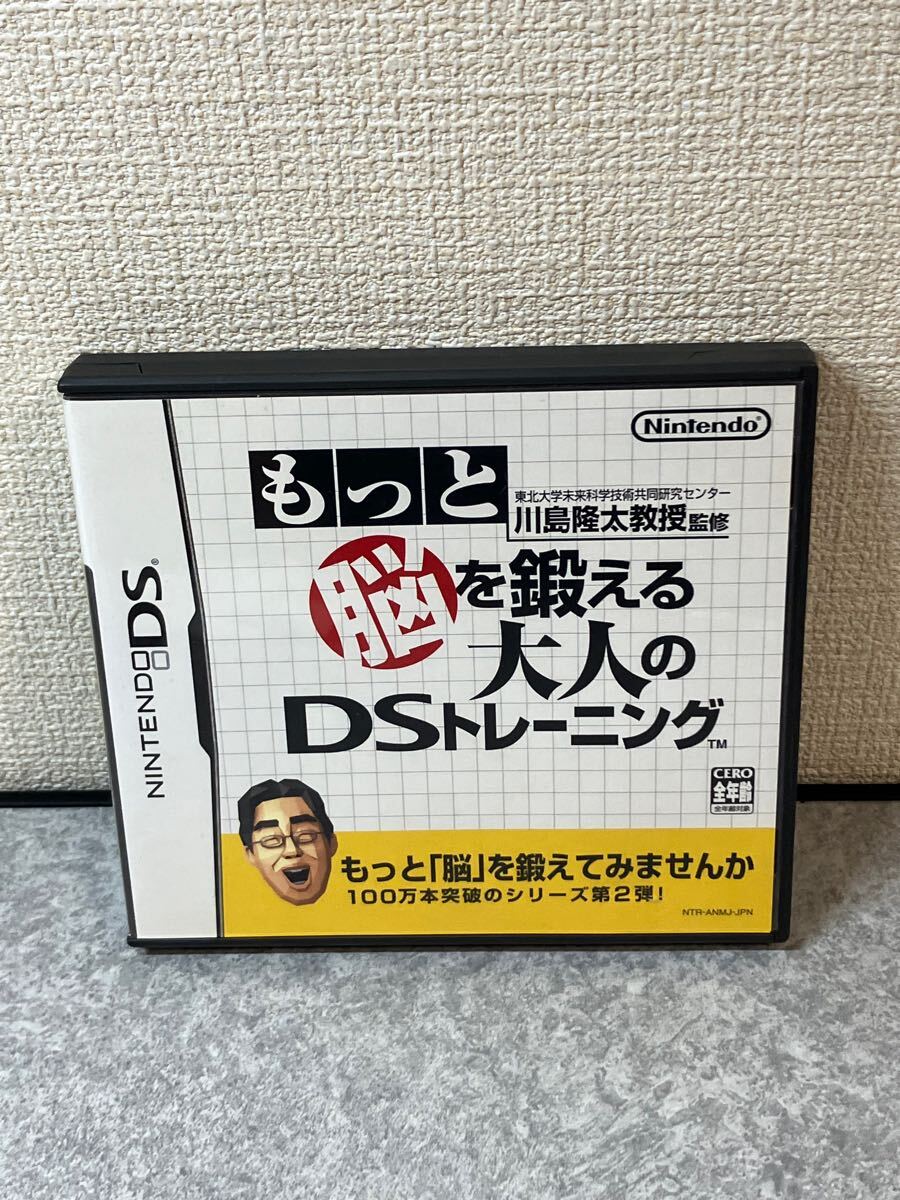 NINTENDO DS®
Nintendo®
もっと
東北大学未来科学技術共同研究センター
川島隆太教授監修
脳を鍛える
大人の
DSトレーニング™
CERO
全年齢
全年齢対象
もっと「脳」を鍛えてみませんか
100万本突破のシリーズ第2弾!
NTR-ANMJ-JPN